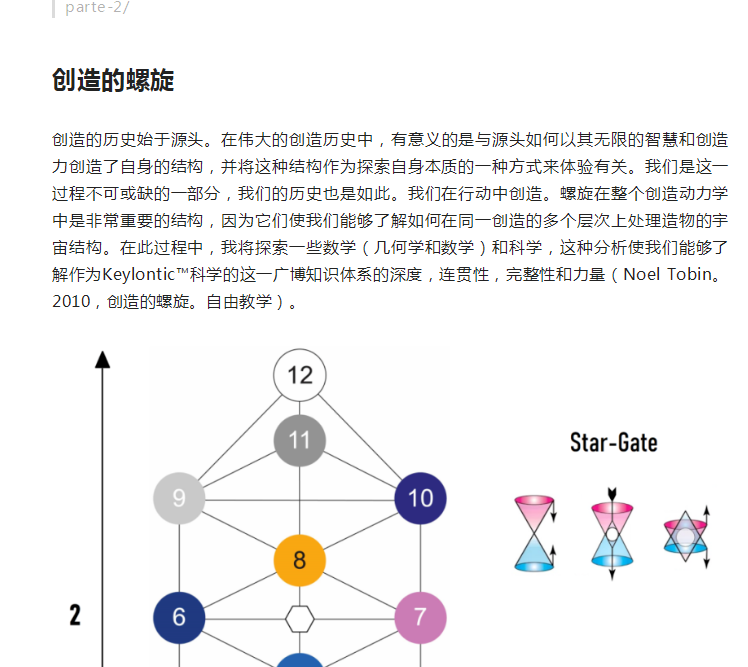 parte-2/
创造的螺旋
创造的历史始于源头。在伟大的创造历史中，有意义的是与源头如何以其无限的智慧和创造
力创造了自身的结构，并将这种结构作为探索自身本质的一种方式来体验有关。我们是这一
过程不可或缺的一部分，我们的历史也是如此。我们在行动中创造。螺旋在整个创造动力学
中是非常重要的结构，因为它们使我们能够了解如何在同一创造的多个层次上处理造物的宇
宙结构。在此过程中，我将探索一些数学（几何学和数学）和科学，这种分析使我们能够了
解作为Keylontic™科学的这一广博知识体系的深度，连贯性，完整性和力量（Noel Tobin。
2010，创造的螺旋。自由教学）。
12
11
Star-Gate
9
10
8
2
6
7